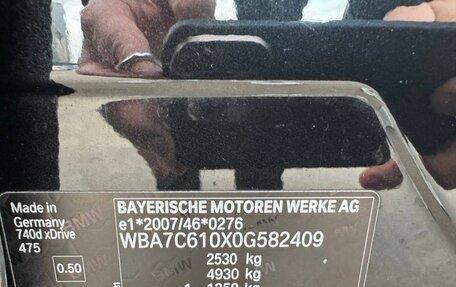 Made in
Germany
740d xDrive
475
0.50
BAYERISCHE MOTOREN WERKE AG
e1*2007/46*0276
WBA7C610X0G582409
2530 kg
4930 kg